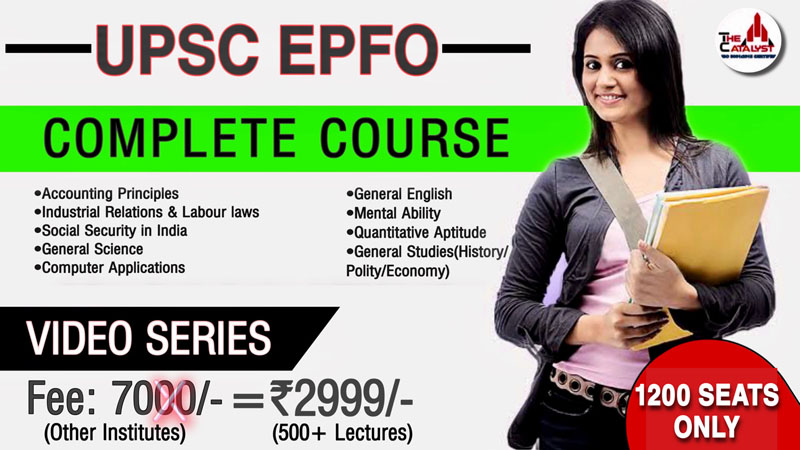 UPSC EPFO
THE
CATALYST
COMPLETE COURSE
•Accounting Principles
•Industrial Relations & Labour laws
•Social Security in India
•General Science
•Computer Applications
•General English
•Mental Ability
•Quantitative Aptitude
•General Studies(History/
Polity/Economy)
VIDEO SERIES
Fee: 7000/- = ₹2999/-
(Other Institutes) (500+ Lectures)
1200 SEATS
ONLY